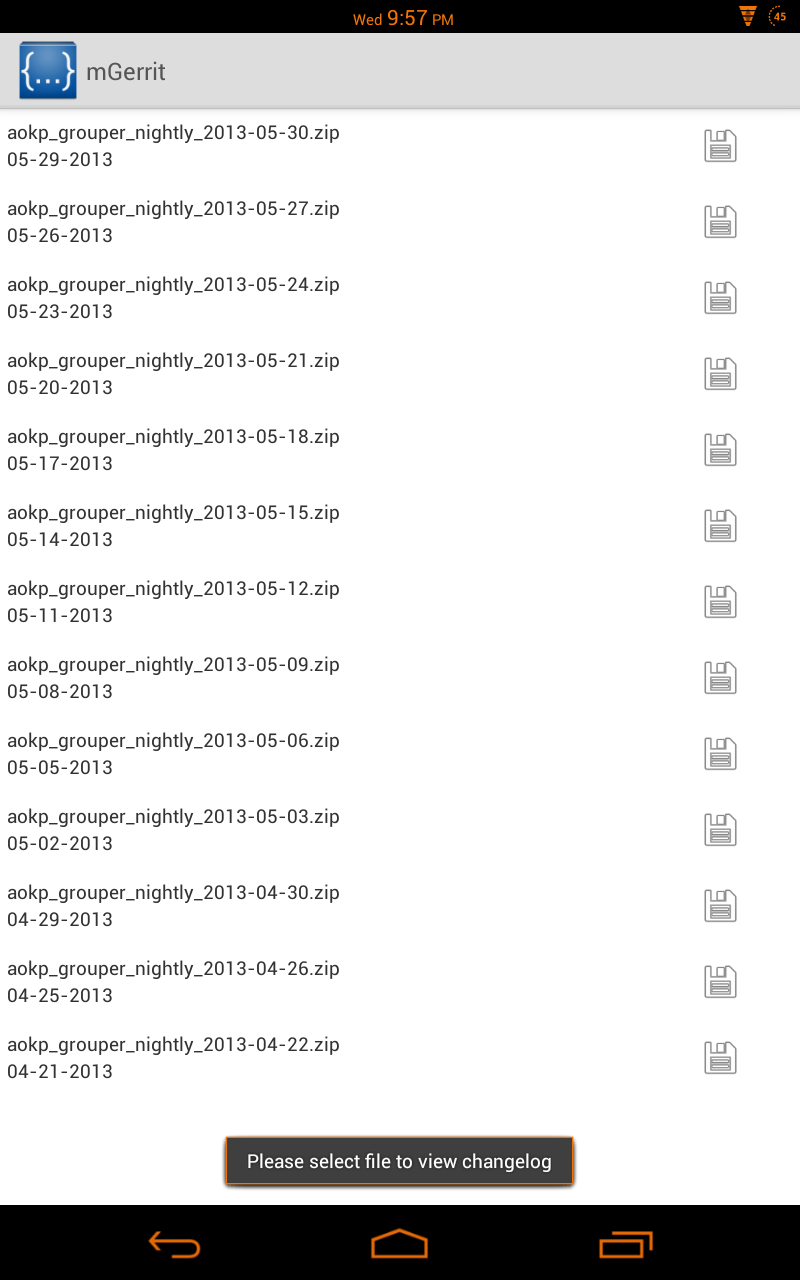 Wed 9:57 PM
45
{...}
mGerrit
aokp_grouper_nightly_2013-05-30.zip
05-29-2013
aokp_grouper_nightly_2013-05-27.zip
05-26-2013
aokp_grouper_nightly_2013-05-24.zip
05-23-2013
aokp_grouper_nightly_2013-05-21.zip
05-20-2013
aokp_grouper_nightly_2013-05-18.zip
05-17-2013
aokp_grouper_nightly_2013-05-15.zip
05-14-2013
aokp_grouper_nightly_2013-05-12.zip
05-11-2013
aokp_grouper_nightly_2013-05-09.zip
05-08-2013
aokp_grouper_nightly_2013-05-06.zip
05-05-2013
aokp_grouper_nightly_2013-05-03.zip
05-02-2013
aokp_grouper_nightly_2013-04-30.zip
04-29-2013
aokp_grouper_nightly_2013-04-26.zip
04-25-2013
aokp_grouper_nightly_2013-04-22.zip
04-21-2013
Please select file to view changelog